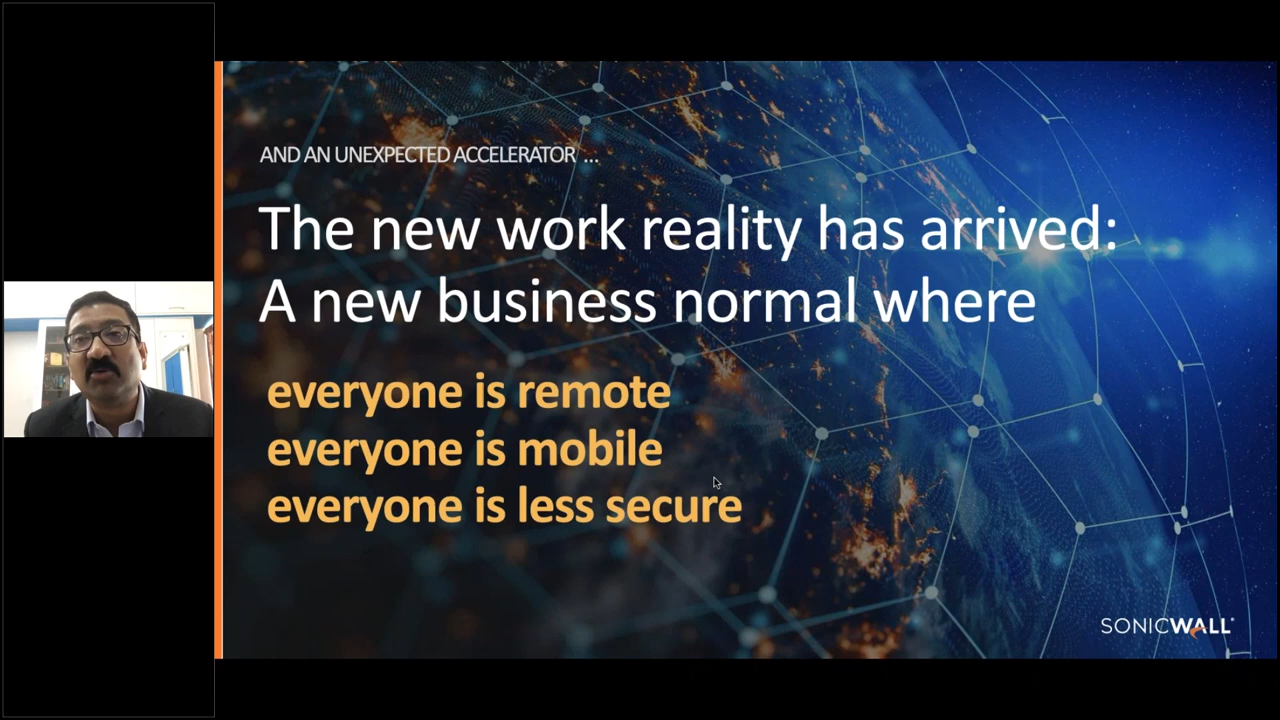 AND AN UNEXPECTED ACCELERATOR ...
The new work reality has arrived:
A new business normal where
everyone is remote
everyone is mobile
everyone is less secure
SONICWALL®